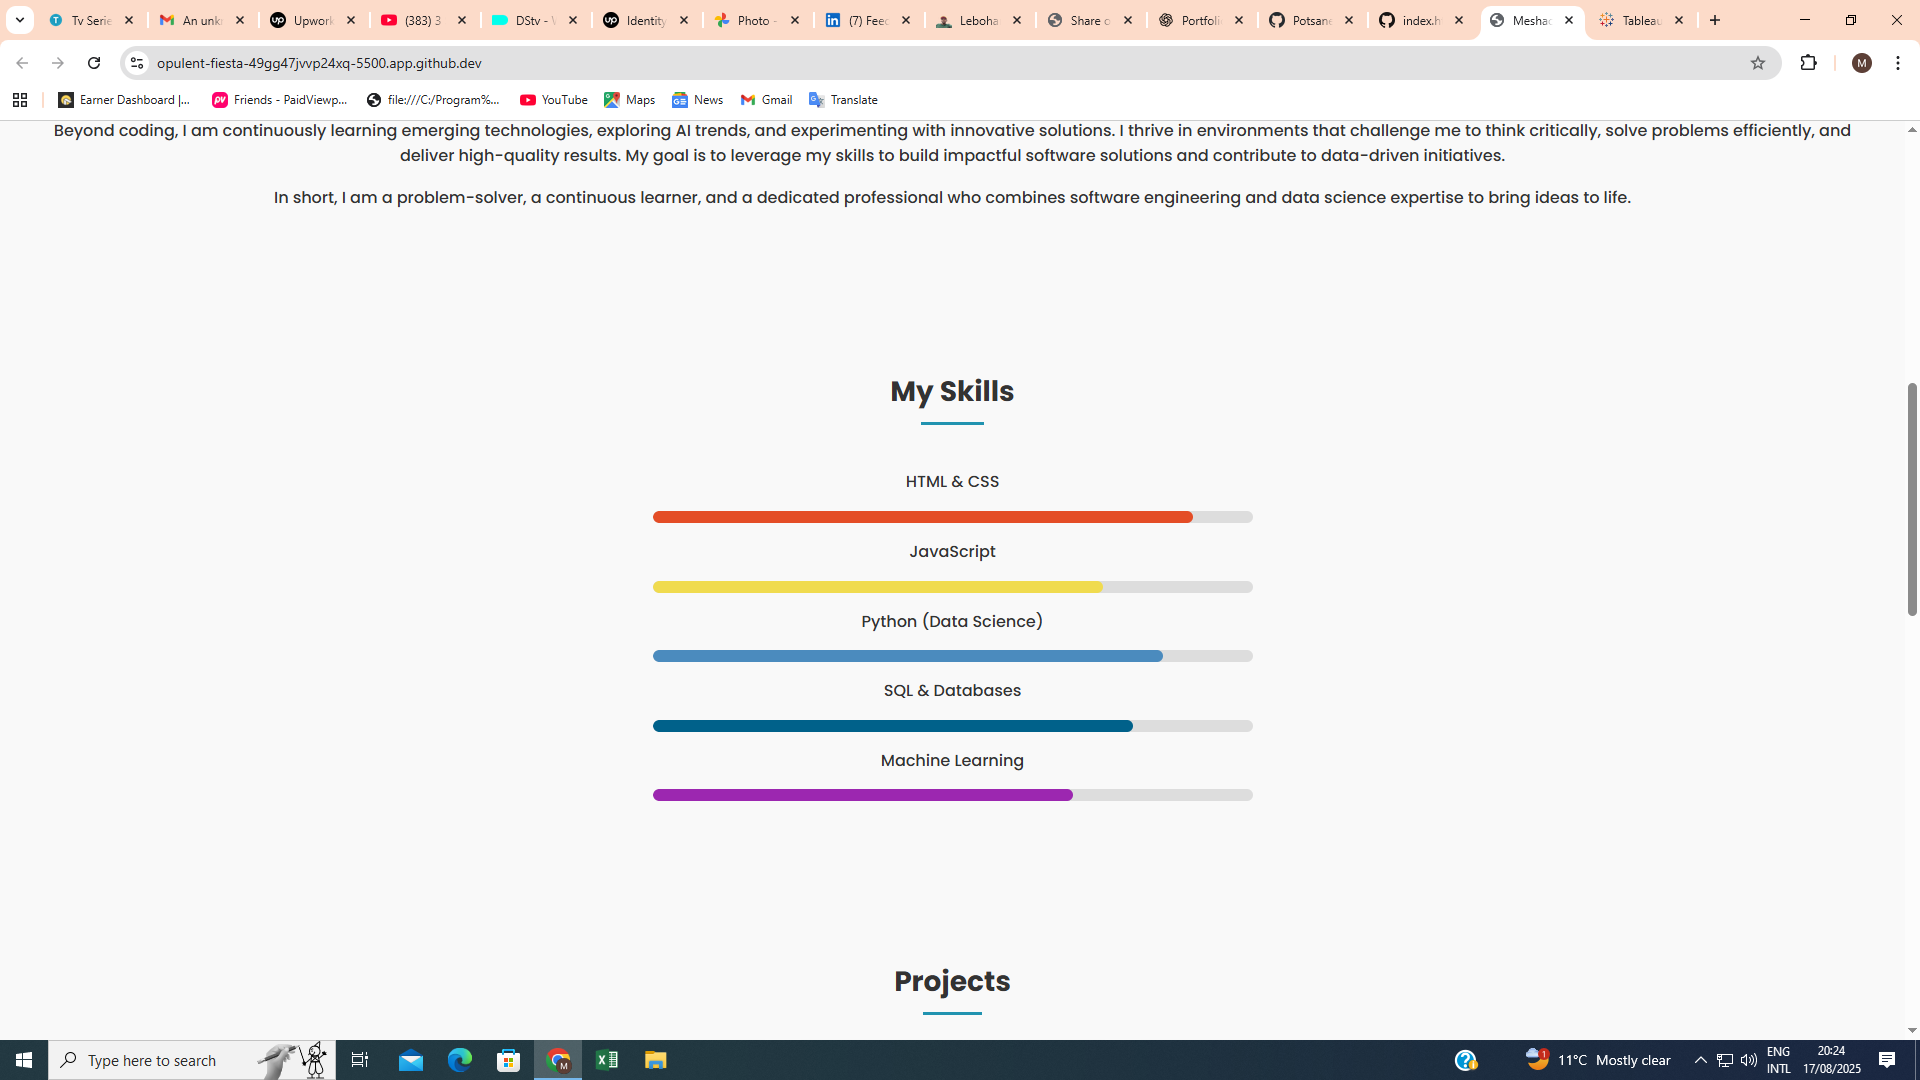 Tv Serie
An unk
Upwork
(383) 3
DStv - V
Identity
Photo -
(7) Feed
Leboha
Share o
Portfoli
Potsane
index.h
Meshac
Tableau
opulent-fiesta-49gg47jvvp24xq-5500.app.github.dev
M
Earner Dashboard |...
Friends - PaidViewp...
file:///C:/Program%...
YouTube
Maps
News
Gmail
Translate
Beyond coding, I am continuously learning emerging technologies, exploring AI trends, and experimenting with innovative solutions. I thrive in environments that challenge me to think critically, solve problems efficiently, and
deliver high-quality results. My goal is to leverage my skills to build impactful software solutions and contribute to data-driven initiatives.
In short, I am a problem-solver, a continuous learner, and a dedicated professional who combines software engineering and data science expertise to bring ideas to life.
My Skills
HTML & CSS
JavaScript
Python (Data Science)
SQL & Databases
Machine Learning
Projects
Type here to search
11°C Mostly clear
ENG
INTL
20:24
17/08/2025